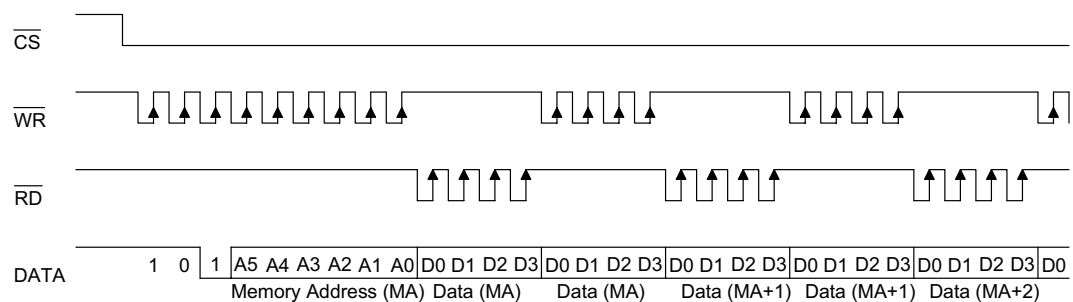 CS
WR
RD
DATA
1 0 1 A5 A4 A3 A2 A1 A0 D0 D1 D2 D3 D0 D1 D2 D3 D0 D1 D2 D3 D0 D1 D2 D3 D0 D1 D2 D3 D0
Memory Address (MA) Data (MA) Data (MA) Data (MA+1) Data (MA+1) Data (MA+2)